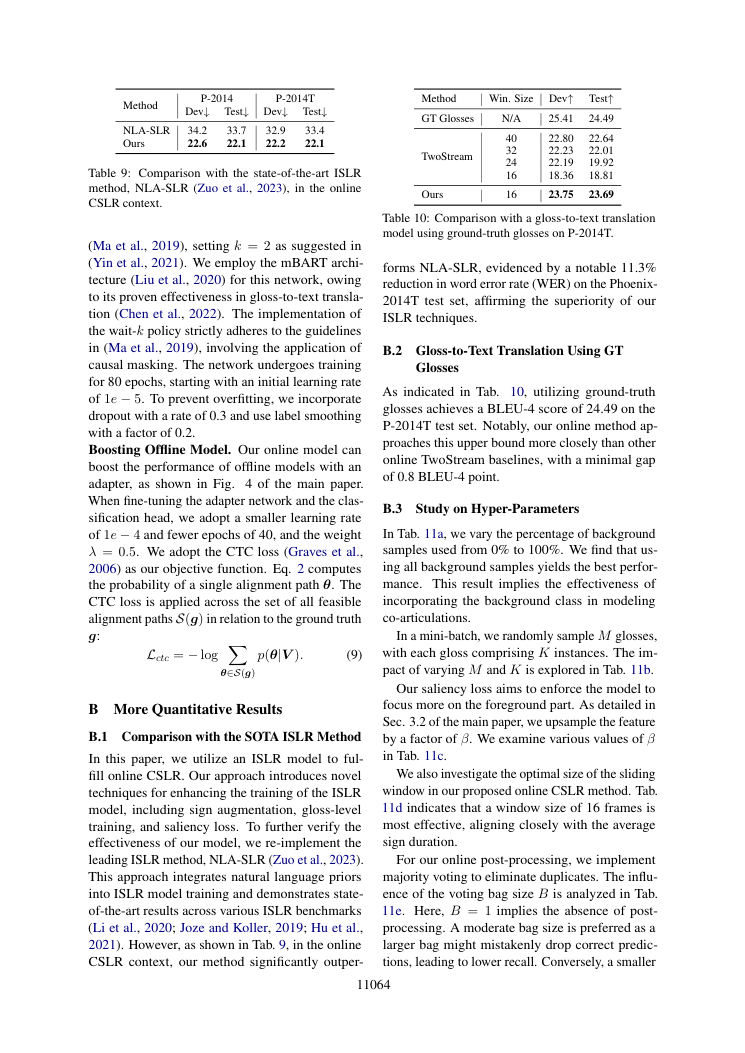 Method P-2014 P-2014T
Dev↓ Test↓ Dev↓ Test↓
NLA-SLR 34.2 33.7 32.9 33.4
Ours 22.6 22.1 22.2 22.1
Table 9: Comparison with the state-of-the-art ISLR
method, NLA-SLR (Zuo et al., 2023), in the online
CSLR context.
(Ma et al., 2019), setting k = 2 as suggested in
(Yin et al., 2021). We employ the mBART archi-
tecture (Liu et al., 2020) for this network, owing
to its proven effectiveness in gloss-to-text transla-
tion (Chen et al., 2022). The implementation of
the wait-k policy strictly adheres to the guidelines
in (Ma et al., 2019), involving the application of
causal masking. The network undergoes training
for 80 epochs, starting with an initial learning rate
of 1e − 5. To prevent overfitting, we incorporate
dropout with a rate of 0.3 and use label smoothing
with a factor of 0.2.
Boosting Offline Model. Our online model can
boost the performance of offline models with an
adapter, as shown in Fig. 4 of the main paper.
When fine-tuning the adapter network and the clas-
sification head, we adopt a smaller learning rate
of 1e − 4 and fewer epochs of 40, and the weight
λ = 0.5. We adopt the CTC loss (Graves et al.,
2006) as our objective function. Eq. 2 computes
the probability of a single alignment path θ. The
CTC loss is applied across the set of all feasible
alignment paths S(g) in relation to the ground truth
g:
L_ctc = − log ∑_{θ∈S(g)} p(θ|V). (9)
B More Quantitative Results
B.1 Comparison with the SOTA ISLR Method
In this paper, we utilize an ISLR model to ful-
fill online CSLR. Our approach introduces novel
techniques for enhancing the training of the ISLR
model, including sign augmentation, gloss-level
training, and saliency loss. To further verify the
effectiveness of our model, we re-implement the
leading ISLR method, NLA-SLR (Zuo et al., 2023).
This approach integrates natural language priors
into ISLR model training and demonstrates state-
of-the-art results across various ISLR benchmarks
(Li et al., 2020; Joze and Koller, 2019; Hu et al.,
2021). However, as shown in Tab. 9, in the online
CSLR context, our method significantly outper-
Method Win. Size Dev↑ Test↑
GT Glosses N/A 25.41 24.49
TwoStream
40 22.80 22.64
32 22.23 22.01
24 22.19 19.92
16 18.36 18.81
Ours 16 23.75 23.69
Table 10: Comparison with a gloss-to-text translation
model using ground-truth glosses on P-2014T.
forms NLA-SLR, evidenced by a notable 11.3%
reduction in word error rate (WER) on the Phoenix-
2014T test set, affirming the superiority of our
ISLR techniques.
B.2 Gloss-to-Text Translation Using GT
Glosses
As indicated in Tab. 10, utilizing ground-truth
glosses achieves a BLEU-4 score of 24.49 on the
P-2014T test set. Notably, our online method ap-
proaches this upper bound more closely than other
online TwoStream baselines, with a minimal gap
of 0.8 BLEU-4 point.
B.3 Study on Hyper-Parameters
In Tab. 11a, we vary the percentage of background
samples used from 0% to 100%. We find that us-
ing all background samples yields the best perfor-
mance. This result implies the effectiveness of
incorporating the background class in modeling
co-articulations.
In a mini-batch, we randomly sample M glosses,
with each gloss comprising K instances. The im-
pact of varying M and K is explored in Tab. 11b.
Our saliency loss aims to enforce the model to
focus more on the foreground part. As detailed in
Sec. 3.2 of the main paper, we upsample the feature
by a factor of β. We examine various values of β
in Tab. 11c.
We also investigate the optimal size of the sliding
window in our proposed online CSLR method. Tab.
11d indicates that a window size of 16 frames is
most effective, aligning closely with the average
sign duration.
For our online post-processing, we implement
majority voting to eliminate duplicates. The influ-
ence of the voting bag size B is analyzed in Tab.
11e. Here, B = 1 implies the absence of post-
processing. A moderate bag size is preferred as a
larger bag might mistakenly drop correct predic-
tions, leading to lower recall. Conversely, a smaller
11064